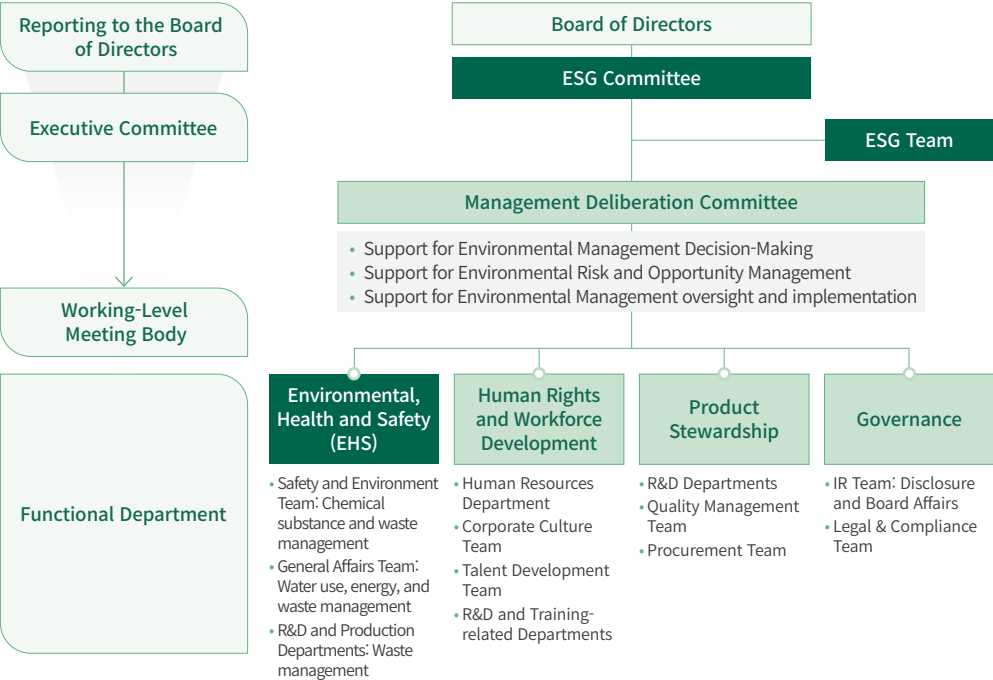 Reporting to the Board
of Directors
Executive Committee
Working-Level
Meeting Body
Functional Department
Board of Directors
ESG Committee
ESG Team
Management Deliberation Committee
• Support for Environmental Management Decision-Making
• Support for Environmental Risk and Opportunity Management
• Support for Environmental Management oversight and implementation
Environmental,
Health and Safety
(EHS)
• Safety and Environment
Team: Chemical
substance and waste
management
• General Affairs Team:
Water use, energy, and
waste management
• R&D and Production
Departments: Waste
management
Human Rights
and Workforce
Development
• Human Resources
Department
• Corporate Culture
Team
• Talent Development
Team
• R&D and Training-
related Departments
Product
Stewardship
• R&D Departments
• Quality Management
Team
• Procurement Team
Governance
• IR Team: Disclosure
and Board Affairs
• Legal & Compliance
Team